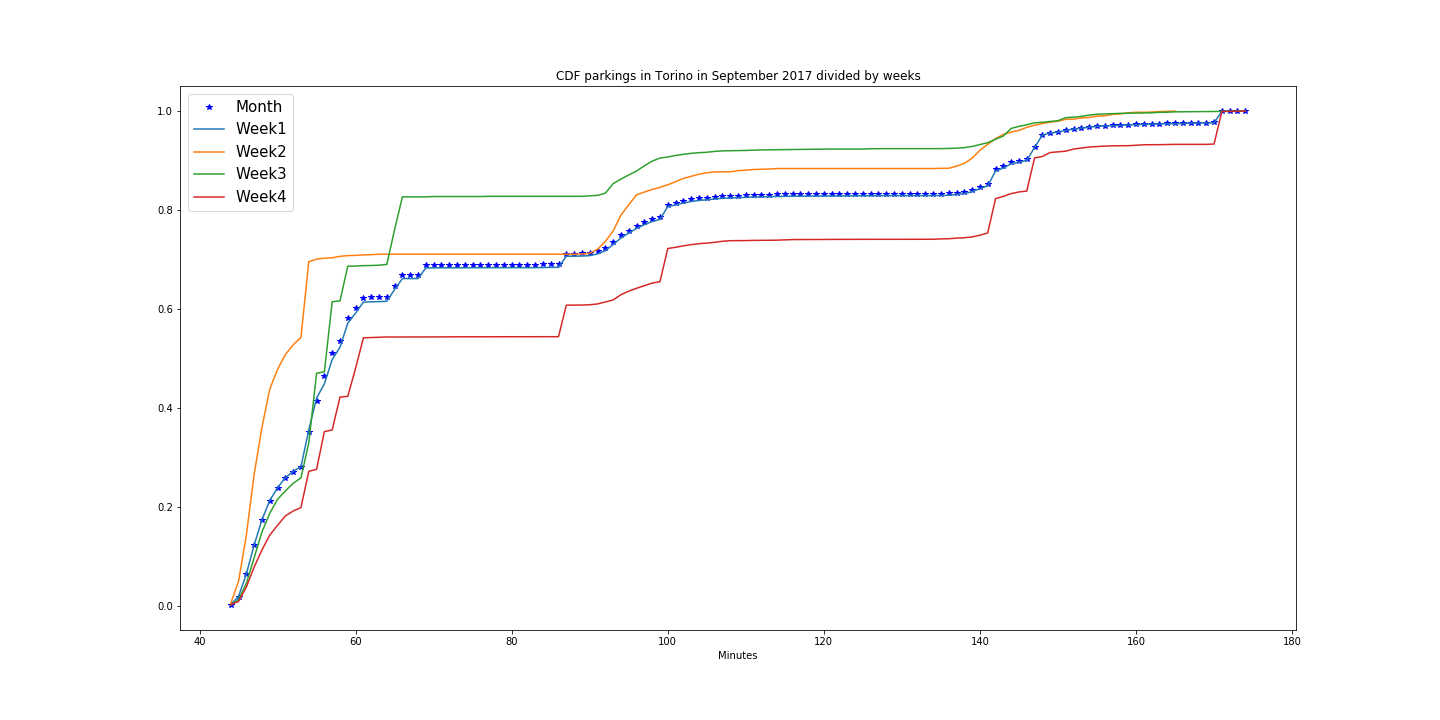 CDF parkings in Torino in September 2017 divided by weeks
Month
Week1
Week2
Week3
Week4
1.0
0.8
0.6
0.4
0.2
0.0
40 60 80 100 120 140 160 180
Minutes